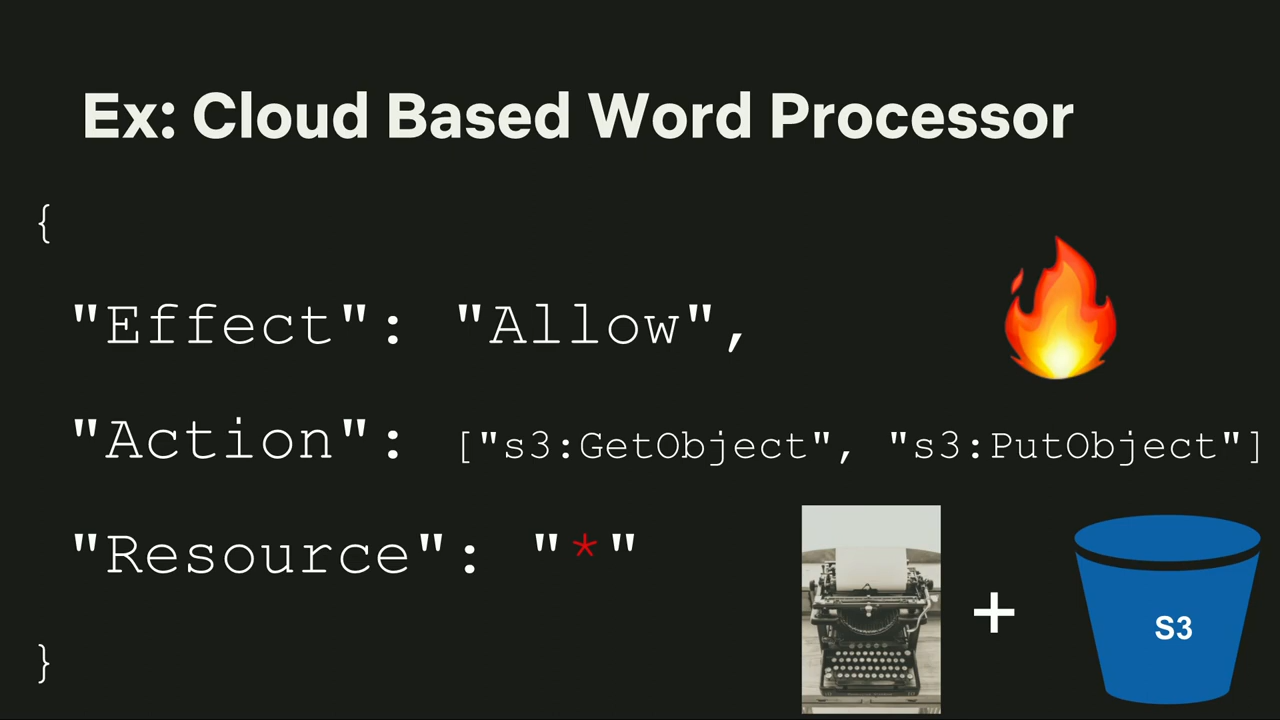 Ex: Cloud Based Word Processor
{
"Effect": "Allow",
"Action": ["s3:GetObject", "s3:PutObject"]
"Resource": "*"
}
+
S3